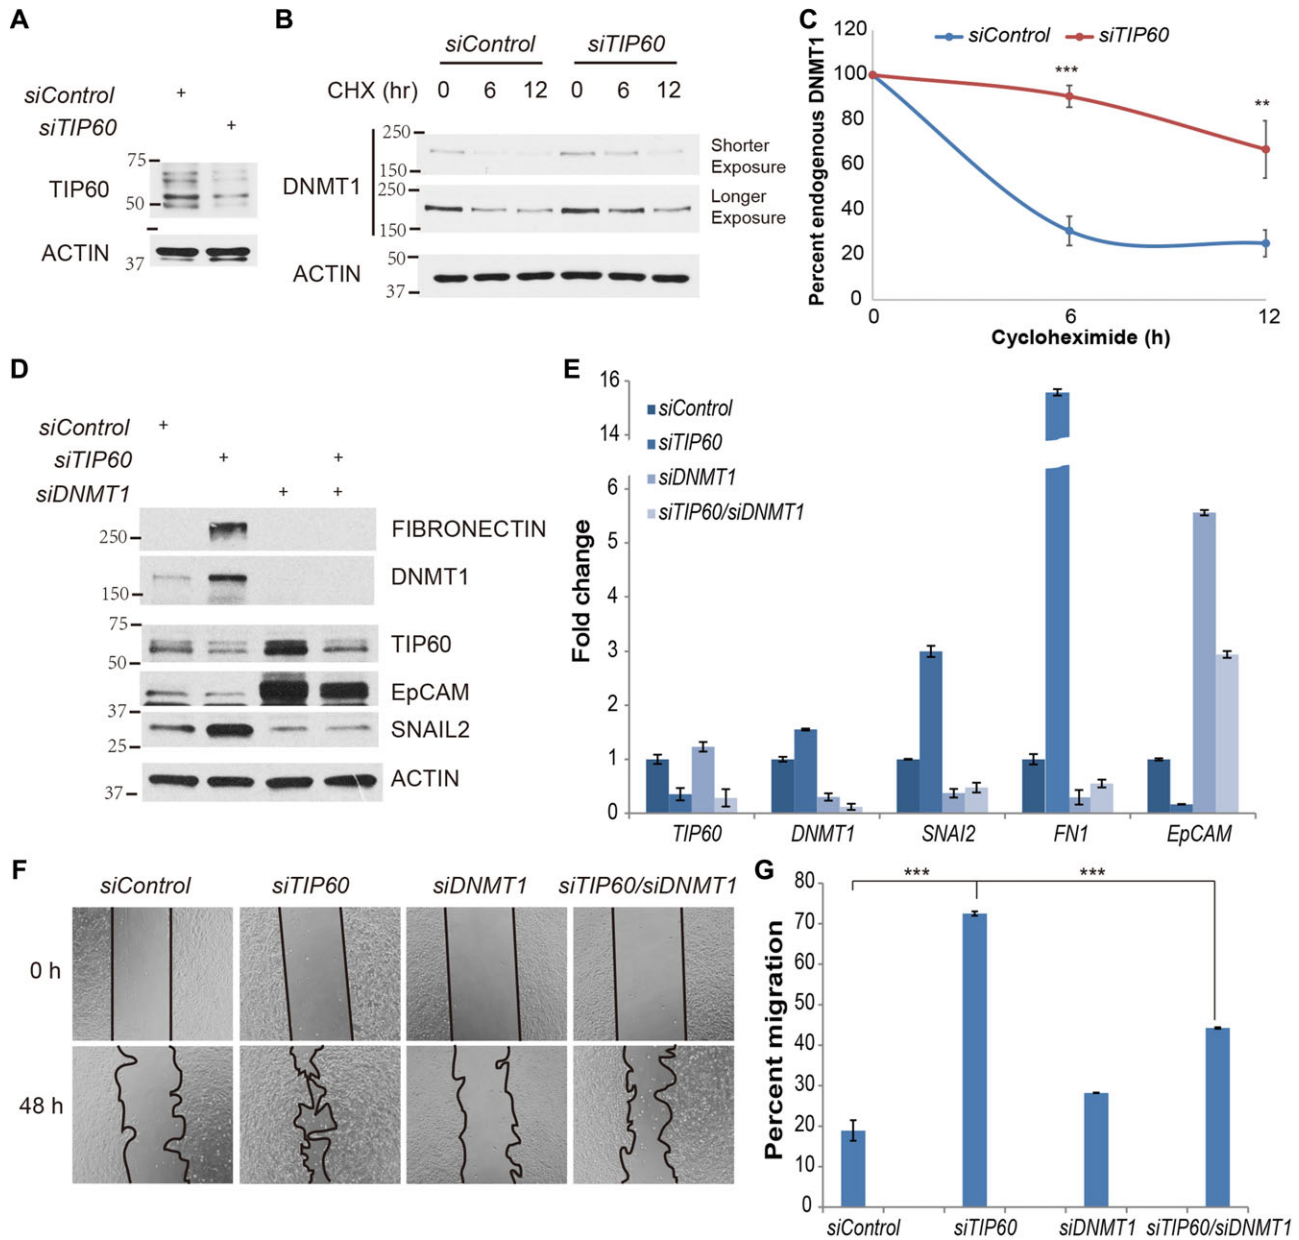 A
siControl +
siTIP60 +
TIP60
75
50
ACTIN
37
B
siControl siTIP60
CHX (hr) 0 6 12 0 6 12
DNMT1
250
150
Shorter
Exposure
250
150
Longer
Exposure
ACTIN
50
37
C
siControl siTIP60
Percent endogenous DNMT1
120
100
80
60
40
20
0
***
**
0 6 12
Cycloheximide (h)
D
siControl +
siTIP60 + +
siDNMT1 + +
250 FIBRONECTIN
150 DNMT1
75
50
TIP60
EpCAM
37
25
SNAIL2
37 ACTIN
E
siControl
siTIP60
siDNMT1
siTIP60/siDNMT1
Fold change
16
14
6
5
4
3
2
1
0
TIP60 DNMT1 SNAI2 FN1 EpCAM
F
siControl siTIP60 siDNMT1 siTIP60/siDNMT1
0 h
48 h
G
Percent migration
80
70
60
50
40
30
20
10
0
*** ***
siControl siTIP60 siDNMT1 siTIP60/siDNMT1